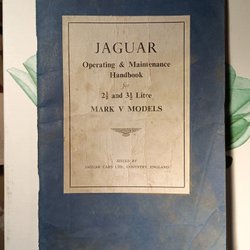 JAGUAR
Operating & Maintenance
Handbook
for
2½ and 3½ Litre
MARK V MODELS
ISSUED BY
JAGUAR CARS LTD., COVENTRY, ENGLAND